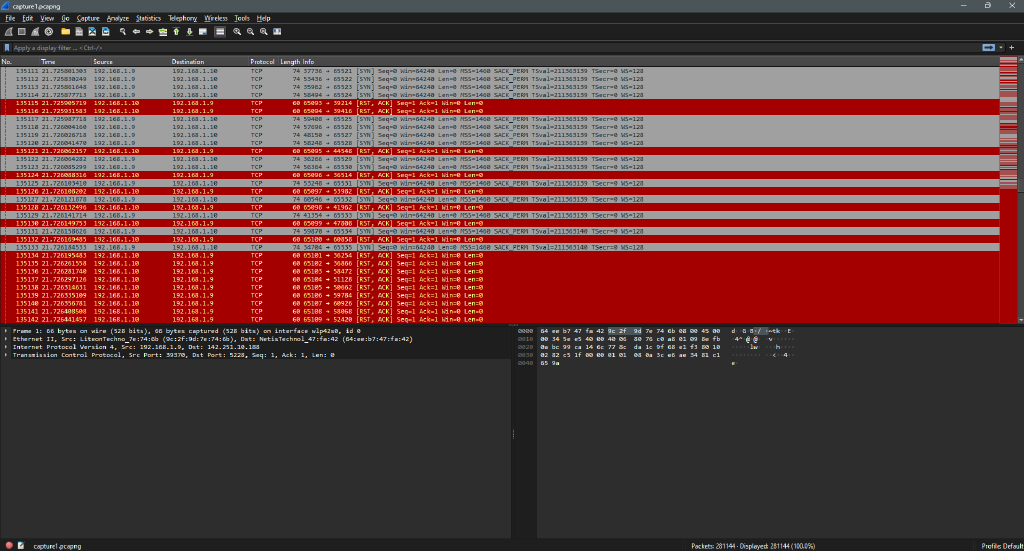 capture1.pcapng
File Edit View Go Capture Analyze Statistics Telephony Wireless Tools Help
Apply a display filter ... <Ctrl-/>
No. Time Source Destination Protocol Length Info
135111 21.725801303 192.168.1.9 192.168.1.10 TCP 74 37736 → 65521 [SYN] Seq=0 Win=64240 Len=0 MSS=1460 SACK_PERM TSval=211363139 TSecr=0 WS=128
135112 21.725830249 192.168.1.9 192.168.1.10 TCP 74 53436 → 65522 [SYN] Seq=0 Win=64240 Len=0 MSS=1460 SACK_PERM TSval=211363139 TSecr=0 WS=128
135113 21.725861648 192.168.1.9 192.168.1.10 TCP 74 35982 → 65523 [SYN] Seq=0 Win=64240 Len=0 MSS=1460 SACK_PERM TSval=211363139 TSecr=0 WS=128
135114 21.725877713 192.168.1.9 192.168.1.10 TCP 74 58494 → 65524 [SYN] Seq=0 Win=64240 Len=0 MSS=1460 SACK_PERM TSval=211363139 TSecr=0 WS=128
135115 21.725905719 192.168.1.10 192.168.1.9 TCP 60 65093 → 39214 [RST, ACK] Seq=1 Ack=1 Win=0 Len=0
135116 21.725931583 192.168.1.10 192.168.1.9 TCP 60 65094 → 39416 [RST, ACK] Seq=1 Ack=1 Win=0 Len=0
135117 21.725987718 192.168.1.9 192.168.1.10 TCP 74 59408 → 65525 [SYN] Seq=0 Win=64240 Len=0 MSS=1460 SACK_PERM TSval=211363139 TSecr=0 WS=128
135118 21.726004160 192.168.1.9 192.168.1.10 TCP 74 57696 → 65526 [SYN] Seq=0 Win=64240 Len=0 MSS=1460 SACK_PERM TSval=211363139 TSecr=0 WS=128
135119 21.726026718 192.168.1.9 192.168.1.10 TCP 74 48150 → 65527 [SYN] Seq=0 Win=64240 Len=0 MSS=1460 SACK_PERM TSval=211363139 TSecr=0 WS=128
135120 21.726041470 192.168.1.9 192.168.1.10 TCP 74 58248 → 65528 [SYN] Seq=0 Win=64240 Len=0 MSS=1460 SACK_PERM TSval=211363139 TSecr=0 WS=128
135121 21.726062157 192.168.1.10 192.168.1.9 TCP 60 65095 → 44548 [RST, ACK] Seq=1 Ack=1 Win=0 Len=0
135122 21.726064282 192.168.1.9 192.168.1.10 TCP 74 36266 → 65529 [SYN] Seq=0 Win=64240 Len=0 MSS=1460 SACK_PERM TSval=211363139 TSecr=0 WS=128
135123 21.726085299 192.168.1.9 192.168.1.10 TCP 74 56364 → 65530 [SYN] Seq=0 Win=64240 Len=0 MSS=1460 SACK_PERM TSval=211363139 TSecr=0 WS=128
135124 21.726088316 192.168.1.10 192.168.1.9 TCP 60 65096 → 36514 [RST, ACK] Seq=1 Ack=1 Win=0 Len=0
135125 21.726103410 192.168.1.9 192.168.1.10 TCP 74 53248 → 65531 [SYN] Seq=0 Win=64240 Len=0 MSS=1460 SACK_PERM TSval=211363139 TSecr=0 WS=128
135126 21.726108202 192.168.1.10 192.168.1.9 TCP 60 65097 → 53982 [RST, ACK] Seq=1 Ack=1 Win=0 Len=0
135127 21.726121878 192.168.1.9 192.168.1.10 TCP 74 60546 → 65532 [SYN] Seq=0 Win=64240 Len=0 MSS=1460 SACK_PERM TSval=211363139 TSecr=0 WS=128
135128 21.726132496 192.168.1.10 192.168.1.9 TCP 60 65098 → 41962 [RST, ACK] Seq=1 Ack=1 Win=0 Len=0
135129 21.726141714 192.168.1.9 192.168.1.10 TCP 74 41354 → 65533 [SYN] Seq=0 Win=64240 Len=0 MSS=1460 SACK_PERM TSval=211363139 TSecr=0 WS=128
135130 21.726149753 192.168.1.10 192.168.1.9 TCP 60 65099 → 47806 [RST, ACK] Seq=1 Ack=1 Win=0 Len=0
135131 21.726158626 192.168.1.9 192.168.1.10 TCP 74 59878 → 65534 [SYN] Seq=0 Win=64240 Len=0 MSS=1460 SACK_PERM TSval=211363140 TSecr=0 WS=128
135132 21.726169485 192.168.1.10 192.168.1.9 TCP 60 65100 → 60056 [RST, ACK] Seq=1 Ack=1 Win=0 Len=0
135133 21.726184533 192.168.1.9 192.168.1.10 TCP 74 34704 → 65535 [SYN] Seq=0 Win=64240 Len=0 MSS=1460 SACK_PERM TSval=211363140 TSecr=0 WS=128
135134 21.726195483 192.168.1.10 192.168.1.9 TCP 60 65101 → 36254 [RST, ACK] Seq=1 Ack=1 Win=0 Len=0
135135 21.726261558 192.168.1.10 192.168.1.9 TCP 60 65102 → 36866 [RST, ACK] Seq=1 Ack=1 Win=0 Len=0
135136 21.726281740 192.168.1.10 192.168.1.9 TCP 60 65103 → 58472 [RST, ACK] Seq=1 Ack=1 Win=0 Len=0
135137 21.726297126 192.168.1.10 192.168.1.9 TCP 60 65104 → 51128 [RST, ACK] Seq=1 Ack=1 Win=0 Len=0
135138 21.726314631 192.168.1.10 192.168.1.9 TCP 60 65105 → 50662 [RST, ACK] Seq=1 Ack=1 Win=0 Len=0
135139 21.726335109 192.168.1.10 192.168.1.9 TCP 60 65106 → 59784 [RST, ACK] Seq=1 Ack=1 Win=0 Len=0
135140 21.726356781 192.168.1.10 192.168.1.9 TCP 60 65107 → 60926 [RST, ACK] Seq=1 Ack=1 Win=0 Len=0
135141 21.726408508 192.168.1.10 192.168.1.9 TCP 60 65108 → 58068 [RST, ACK] Seq=1 Ack=1 Win=0 Len=0
135142 21.726441457 192.168.1.10 192.168.1.9 TCP 60 65109 → 52420 [RST, ACK] Seq=1 Ack=1 Win=0 Len=0
Frame 1: 66 bytes on wire (528 bits), 66 bytes captured (528 bits) on interface wlp42s0, id 0
Ethernet II, Src: LiteonTechno_7e:74:6b (9c:2f:9d:7e:74:6b), Dst: NetisTechnol_47:fa:42 (64:ee:b7:47:fa:42)
Internet Protocol Version 4, Src: 192.168.1.9, Dst: 142.251.10.188
Transmission Control Protocol, Src Port: 39370, Dst Port: 5228, Seq: 1, Ack: 1, Len: 0
0000 64 ee b7 47 fa 42 9c 2f 9d 7e 74 6b 08 00 45 00
0010 00 34 5e e5 40 00 40 06 80 76 c0 a8 01 09 8e fb
0020 0a bc 99 ca 14 6c 77 8c da 1c 9f 68 e1 f3 80 10
0030 02 82 c5 1f 00 00 01 01 08 0a 3c e6 ae 34 81 c1
0040 65 9a
capture1.pcapng Packets: 281144 · Displayed: 281144 (100.0%) Profile: Default